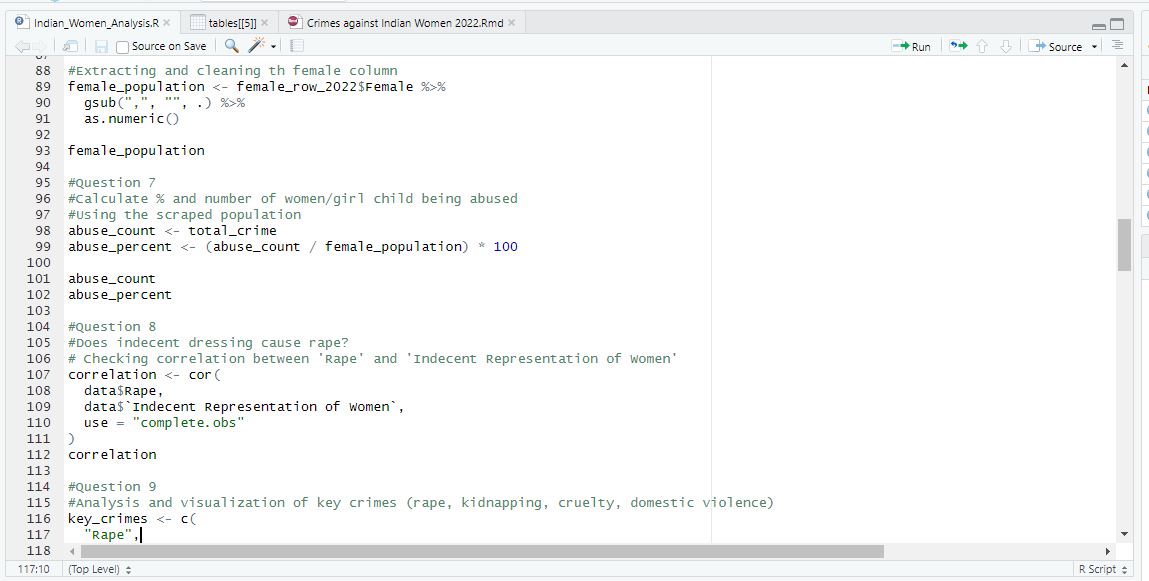 Indian_Women_Analysis.R
tables[[5]]
Crimes against Indian Women 2022.Rmd
Source on Save
Run
Source
88 #Extracting and cleaning th female column
89 female_population <- female_row_2022$Female %>%
90 gsub(",", "", .) %>%
91 as.numeric()
92
93 female_population
94
95 #Question 7
96 #Calculate % and number of women/girl child being abused
97 #Using the scraped population
98 abuse_count <- total_crime
99 abuse_percent <- (abuse_count / female_population) * 100
100
101 abuse_count
102 abuse_percent
103
104 #Question 8
105 #Does indecent dressing cause rape?
106 # Checking correlation between 'Rape' and 'Indecent Representation of Women'
107 correlation <- cor(
108 data$Rape,
109 data$`Indecent Representation of Women`,
110 use = "complete.obs"
111 )
112 correlation
113
114 #Question 9
115 #Analysis and visualization of key crimes (rape, kidnapping, cruelty, domestic violence)
116 key_crimes <- c(
117 "Rape",
118
117:10
(Top Level)
R Script